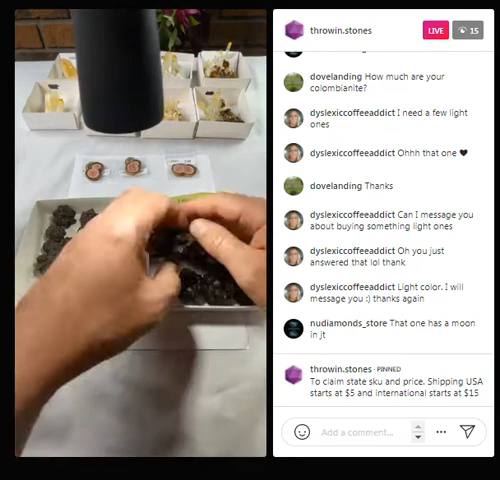 throwin.stones
LIVE
15
dovelanding How much are your
colombianite?
dyslexiccoffeeaddict I need a few light
ones
dyslexiccoffeeaddict Ohhh that one ❤
dovelanding Thanks
dyslexiccoffeeaddict Can I message you
about buying something light ones
dyslexiccoffeeaddict Oh you just
answered that lol thank
dyslexiccoffeeaddict Light color. I will
message you :) thanks again
nudiamonds_store That one has a moon
in jt
throwin.stones · PINNED
To claim state sku and price. Shipping USA
starts at $5 and international starts at $15
Add a comment...